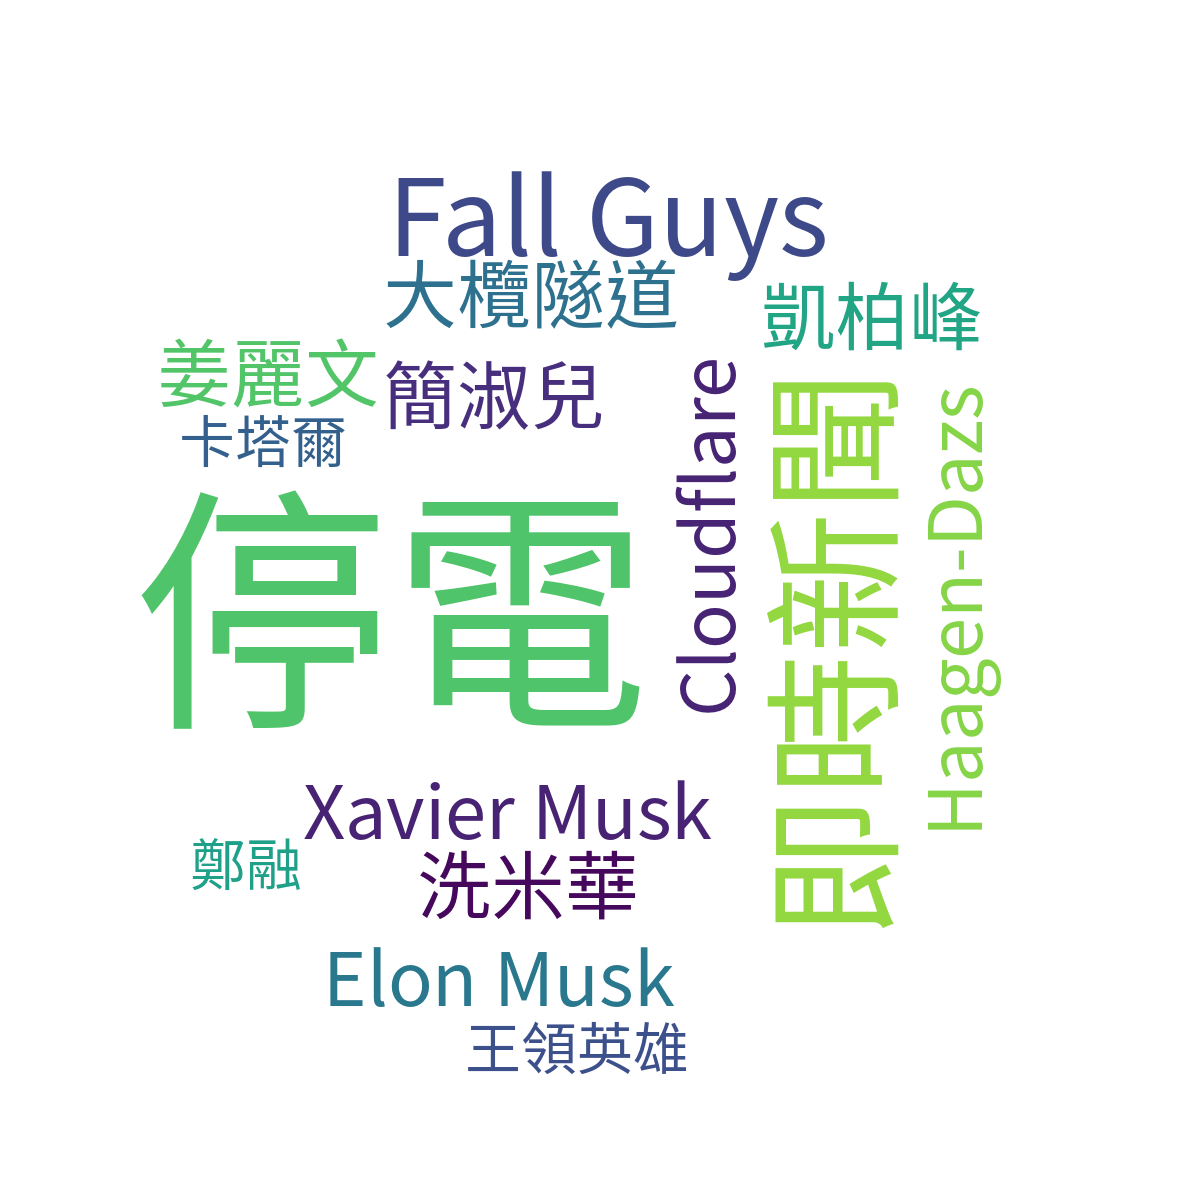 Fall Guys
大欖隧道
凱柏峰
姜麗文
簡淑兒
卡塔爾
Cloudflare
即時新聞
Haagen-Dazs
停電
Xavier Musk
鄭融
洗米華
Elon Musk
王領英雄